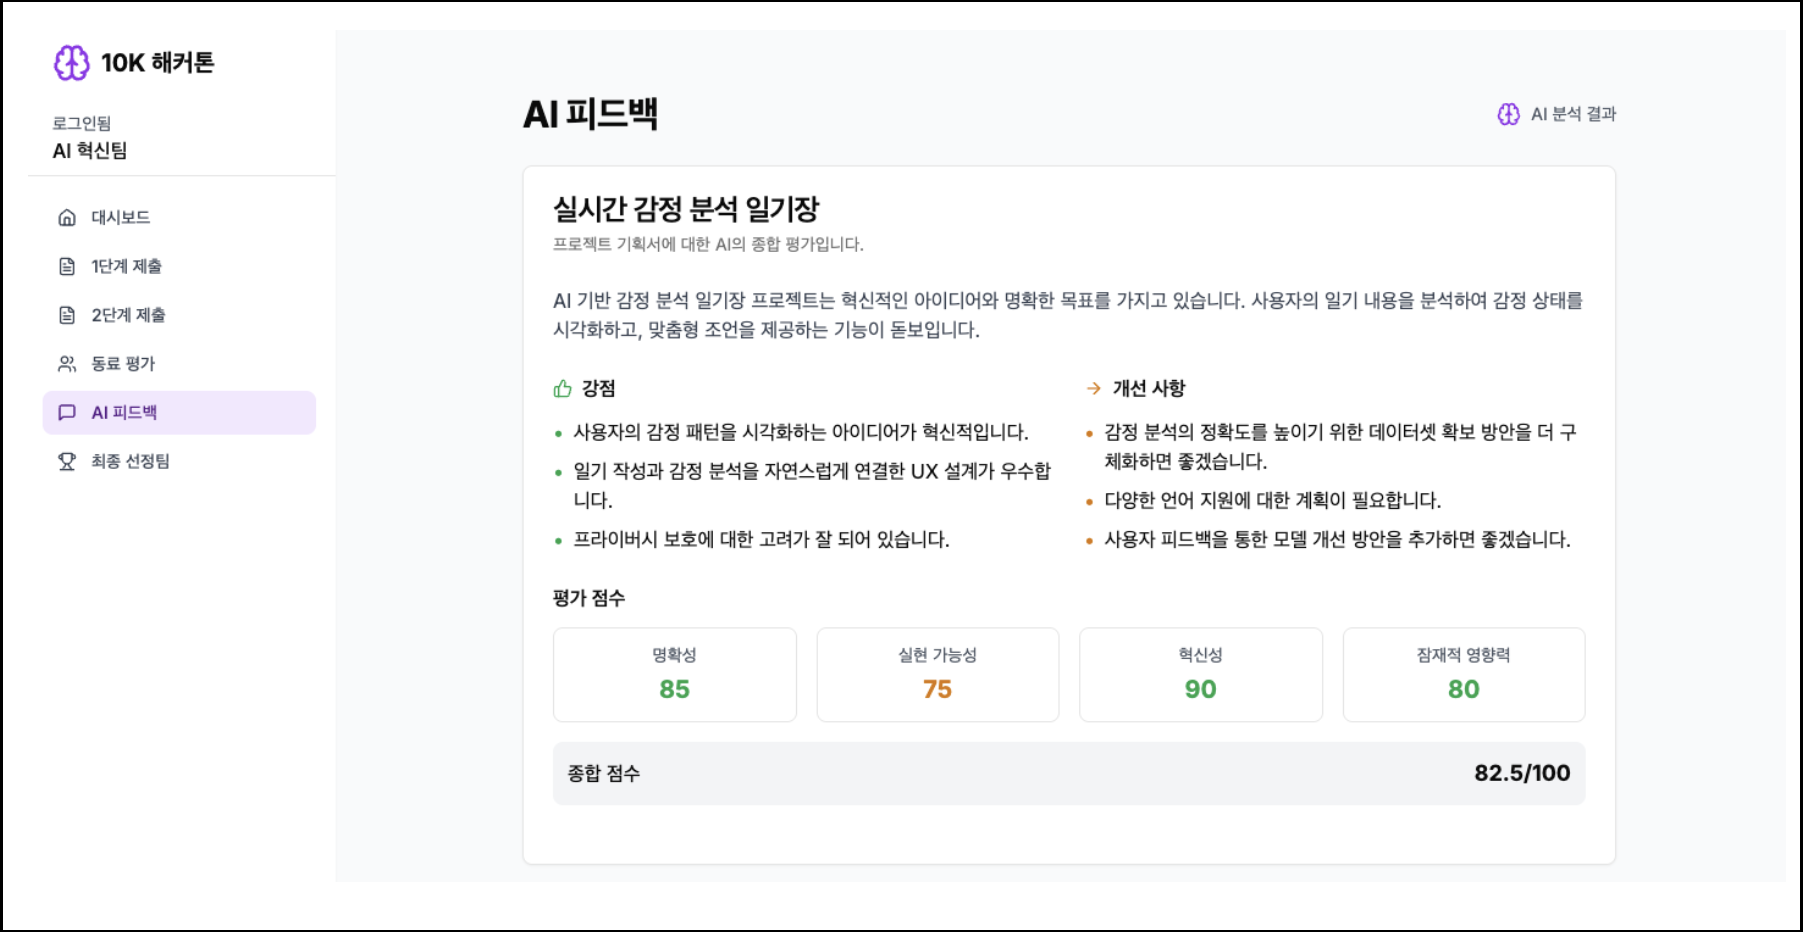 10K 해커톤
로그인됨
AI 혁신팀
대시보드
1단계 제출
2단계 제출
동료 평가
AI 피드백
최종 선정팀
AI 피드백
AI 분석 결과
실시간 감정 분석 일기장
프로젝트 기획서에 대한 AI의 종합 평가입니다.
AI 기반 감정 분석 일기장 프로젝트는 혁신적인 아이디어와 명확한 목표를 가지고 있습니다. 사용자의 일기 내용을 분석하여 감정 상태를
시각화하고, 맞춤형 조언을 제공하는 기능이 돋보입니다.
강점
• 사용자의 감정 패턴을 시각화하는 아이디어가 혁신적입니다.
• 일기 작성과 감정 분석을 자연스럽게 연결한 UX 설계가 우수합
니다.
• 프라이버시 보호에 대한 고려가 잘 되어 있습니다.
개선 사항
• 감정 분석의 정확도를 높이기 위한 데이터셋 확보 방안을 더 구
체화하면 좋겠습니다.
• 다양한 언어 지원에 대한 계획이 필요합니다.
• 사용자 피드백을 통한 모델 개선 방안을 추가하면 좋겠습니다.
평가 점수
명확성
85
실현 가능성
75
혁신성
90
잠재적 영향력
80
종합 점수
82.5/100